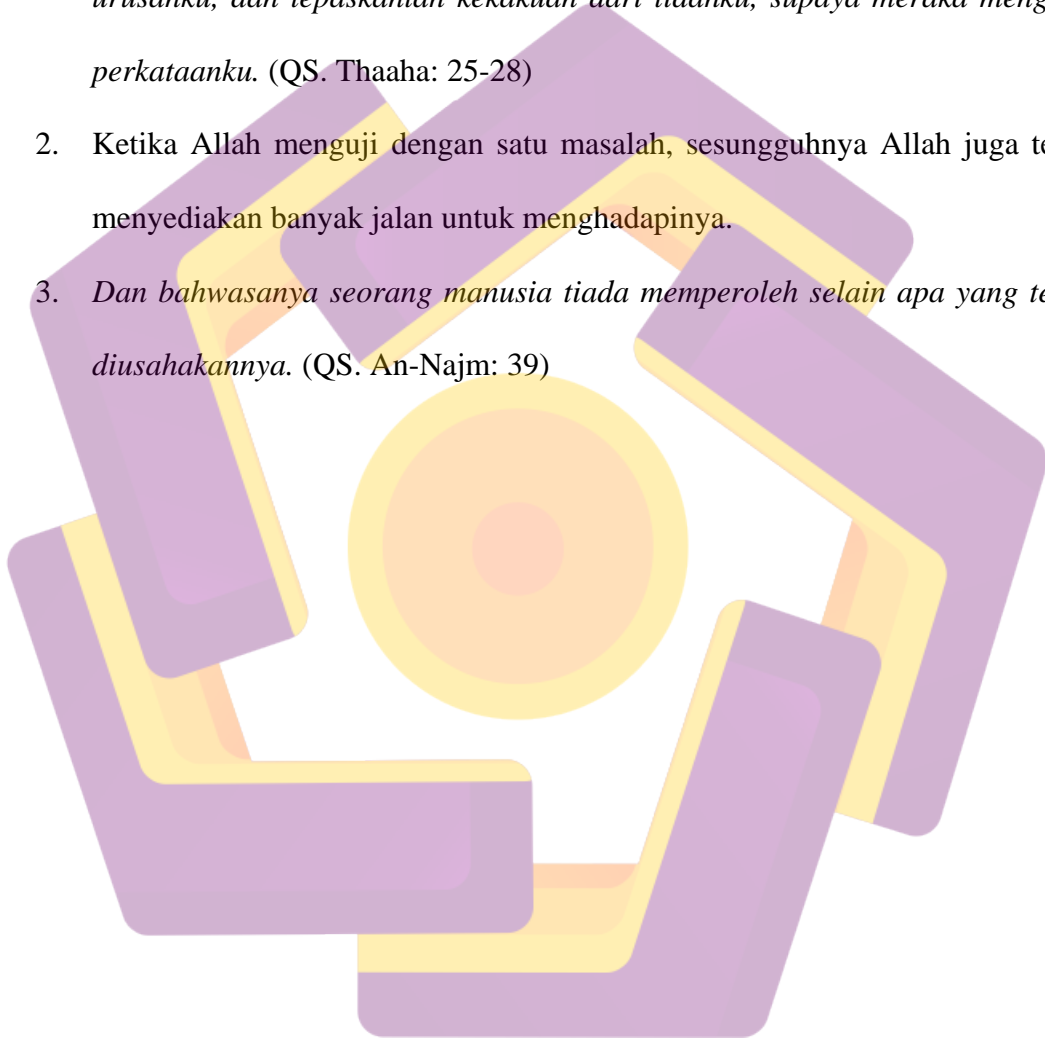 urusanku, dan lepaskanlah kekakuan dari lidahku, supaya meraka meng
perkataanku. (QS. Thaaha: 25-28)
2. Ketika Allah menguji dengan satu masalah, sesungguhnya Allah juga te
menyediakan banyak jalan untuk menghadapinya.
3. Dan bahwasanya seorang manusia tiada memperoleh selain apa yang te
diusahakannya. (QS. An-Najm: 39)